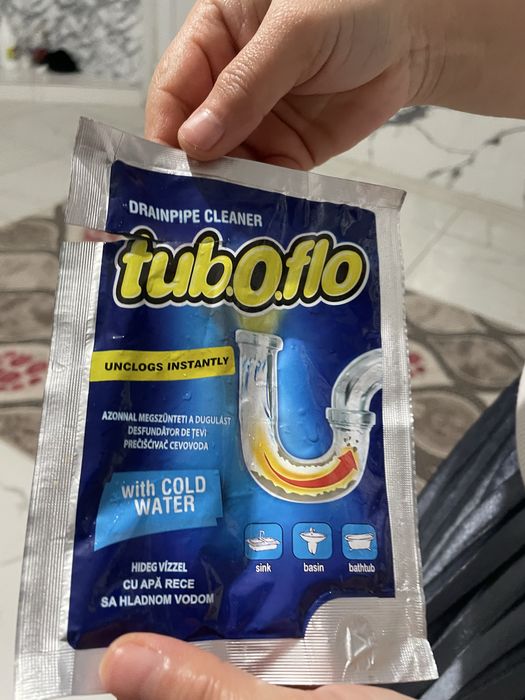 DRAINPIPE CLEANER
tub.O.flo
UNCLOGS INSTANTLY
AZONNAL MEGSZÜNTETI A DUGULÁST
DESFUNDĂTOR DE ȚEVI
PREČIŠĆIVAČ CEVOVODA
with COLD
WATER
HIDEG VÍZZEL
CU APĂ RECE
SA HLADNOM VODOM
sink basin bathtub